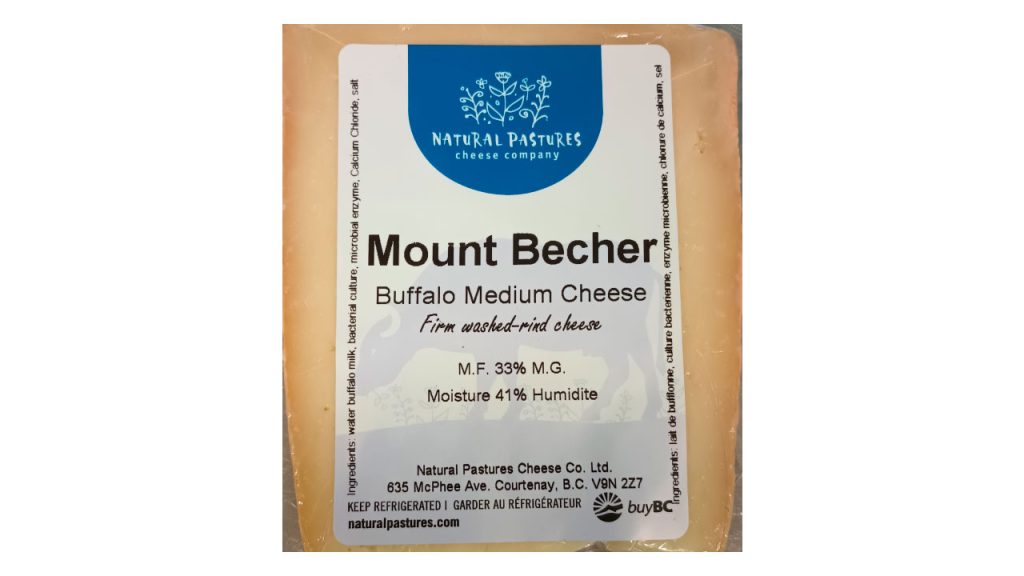 NATURAL PASTURES
cheese company
Mount Becher
Buffalo Medium Cheese
Firm washed-rind cheese
M.F. 33% M.G.
Moisture 41% Humidite
Natural Pastures Cheese Co. Ltd.
635 McPhee Ave. Courtenay, B.C. V9N 2Z7
KEEP REFRIGERATED | GARDER AU RÉFRIGÉRATEUR
naturalpastures.com
buyBC
Ingredients: water buffalo milk, bacterial culture, microbial enzyme, Calcium Chloride, salt
Ingredients: lait de bufflonne, culture bacterienne, enzyme microbienne, chlorure de calcium, sel